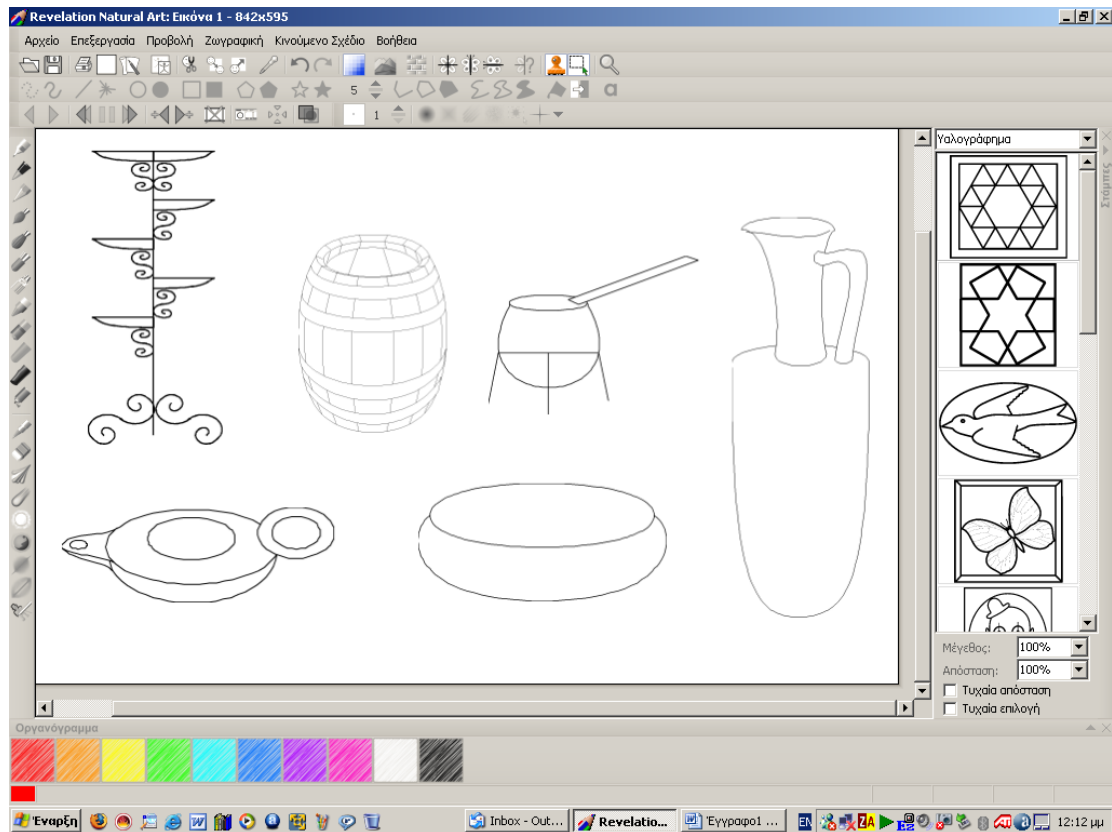 Revelation Natural Art: Εικόνα 1 - 842x595
Αρχείο Επεξεργασία Προβολή Ζωγραφική Κινούμενο Σχέδιο Βοήθεια
5
a
1
Υαλογράφημα
Στάμπες
Μέγεθος: 100%
Απόσταση: 100%
Τυχαία απόσταση
Τυχαία επιλογή
Οργανόγραμμα
Έναρξη
Inbox - Out...
Revelatio...
Έγγραφο1 ...
EN
12:12 μμ